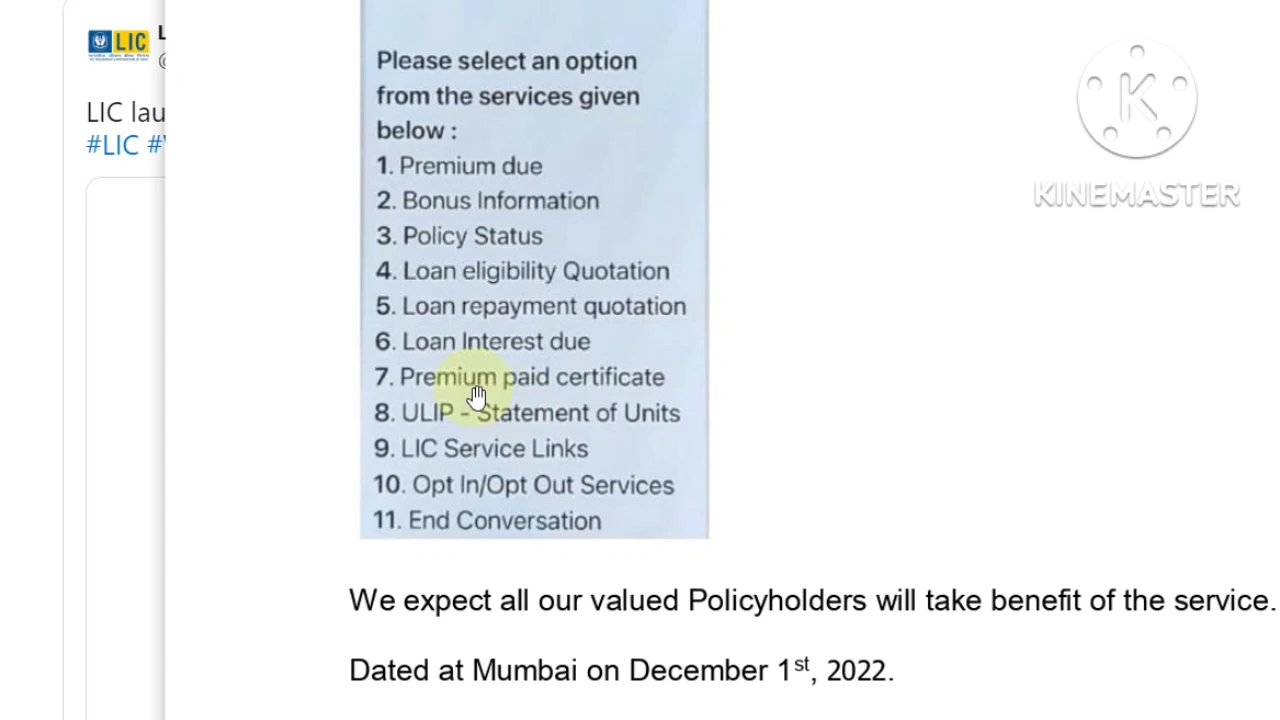 LIC
LIC lau
#LIC
Please select an option
from the services given
below :
1. Premium due
2. Bonus Information
3. Policy Status
4. Loan eligibility Quotation
5. Loan repayment quotation
6. Loan Interest due
7. Premium paid certificate
8. ULIP - Statement of Units
9. LIC Service Links
10. Opt In/Opt Out Services
11. End Conversation
We expect all our valued Policyholders will take benefit of the service.
Dated at Mumbai on December 1st, 2022.
K
KINEMASTER